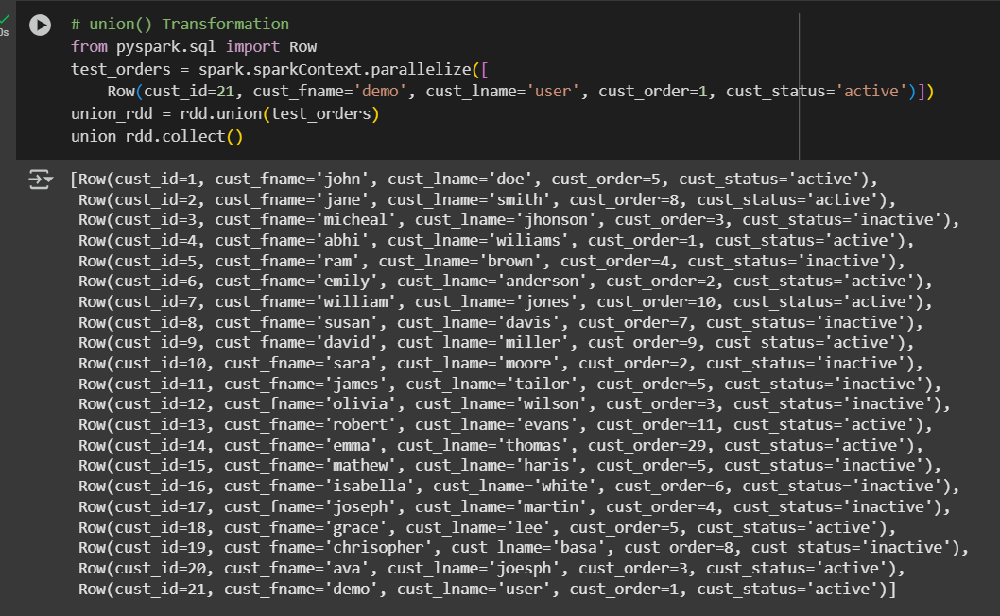 # union() Transformation
from pyspark.sql import Row
test_orders = spark.sparkContext.parallelize([
    Row(cust_id=21, cust_fname='demo', cust_lname='user', cust_order=1, cust_status='active')])
union_rdd = rdd.union(test_orders)
union_rdd.collect()
0s
[Row(cust_id=1, cust_fname='john', cust_lname='doe', cust_order=5, cust_status='active'),
 Row(cust_id=2, cust_fname='jane', cust_lname='smith', cust_order=8, cust_status='active'),
 Row(cust_id=3, cust_fname='micheal', cust_lname='jhonson', cust_order=3, cust_status='inactive'),
 Row(cust_id=4, cust_fname='abhi', cust_lname='wiliams', cust_order=1, cust_status='active'),
 Row(cust_id=5, cust_fname='ram', cust_lname='brown', cust_order=4, cust_status='inactive'),
 Row(cust_id=6, cust_fname='emily', cust_lname='anderson', cust_order=2, cust_status='active'),
 Row(cust_id=7, cust_fname='william', cust_lname='jones', cust_order=10, cust_status='active'),
 Row(cust_id=8, cust_fname='susan', cust_lname='davis', cust_order=7, cust_status='inactive'),
 Row(cust_id=9, cust_fname='david', cust_lname='miller', cust_order=9, cust_status='active'),
 Row(cust_id=10, cust_fname='sara', cust_lname='moore', cust_order=2, cust_status='inactive'),
 Row(cust_id=11, cust_fname='james', cust_lname='tailor', cust_order=5, cust_status='inactive'),
 Row(cust_id=12, cust_fname='olivia', cust_lname='wilson', cust_order=3, cust_status='inactive'),
 Row(cust_id=13, cust_fname='robert', cust_lname='evans', cust_order=11, cust_status='active'),
 Row(cust_id=14, cust_fname='emma', cust_lname='thomas', cust_order=29, cust_status='active'),
 Row(cust_id=15, cust_fname='mathew', cust_lname='haris', cust_order=5, cust_status='inactive'),
 Row(cust_id=16, cust_fname='isabella', cust_lname='white', cust_order=6, cust_status='inactive'),
 Row(cust_id=17, cust_fname='joseph', cust_lname='martin', cust_order=4, cust_status='inactive'),
 Row(cust_id=18, cust_fname='grace', cust_lname='lee', cust_order=5, cust_status='active'),
 Row(cust_id=19, cust_fname='chrisopher', cust_lname='basa', cust_order=8, cust_status='inactive'),
 Row(cust_id=20, cust_fname='ava', cust_lname='joesph', cust_order=3, cust_status='active'),
 Row(cust_id=21, cust_fname='demo', cust_lname='user', cust_order=1, cust_status='active')]